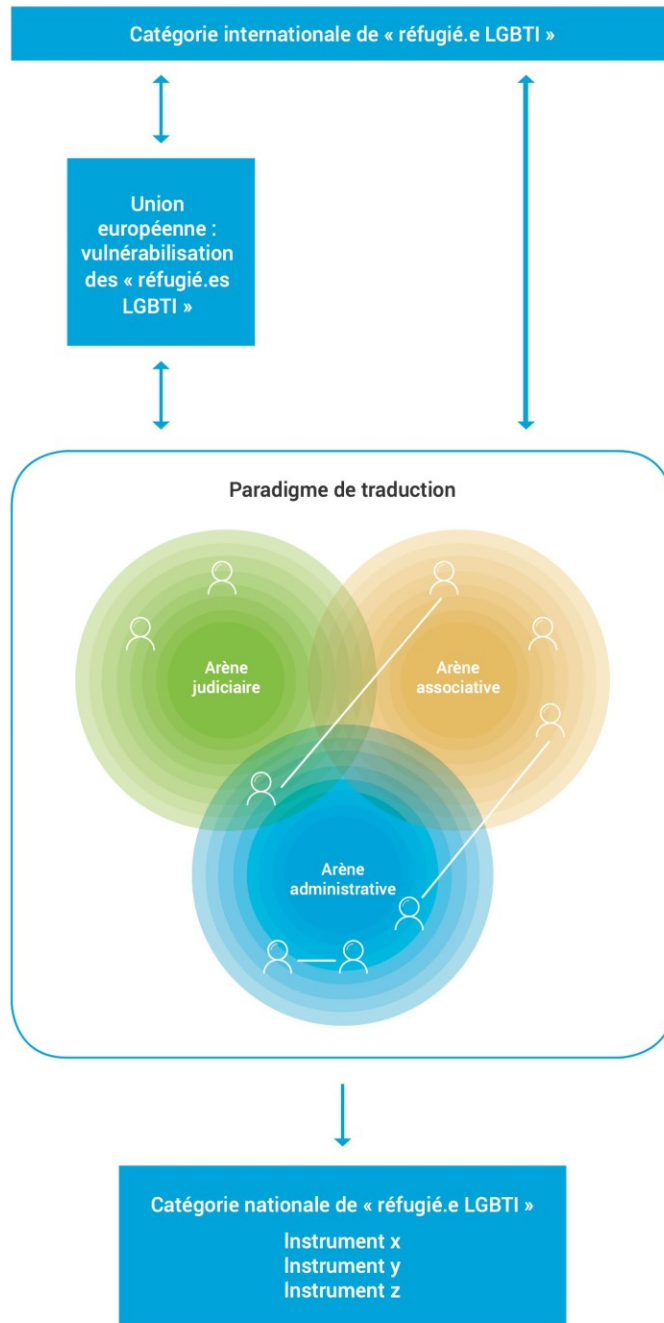 Catégorie internationale de « réfugié.e LGBTI »
Union
européenne :
vulnérabilisation
des « réfugié.es
LGBTI »
Paradigme de traduction
Arène
judiciaire
Arène
associative
Arène
administrative
Catégorie nationale de « réfugié.e LGBTI »
Instrument x
Instrument y
Instrument z